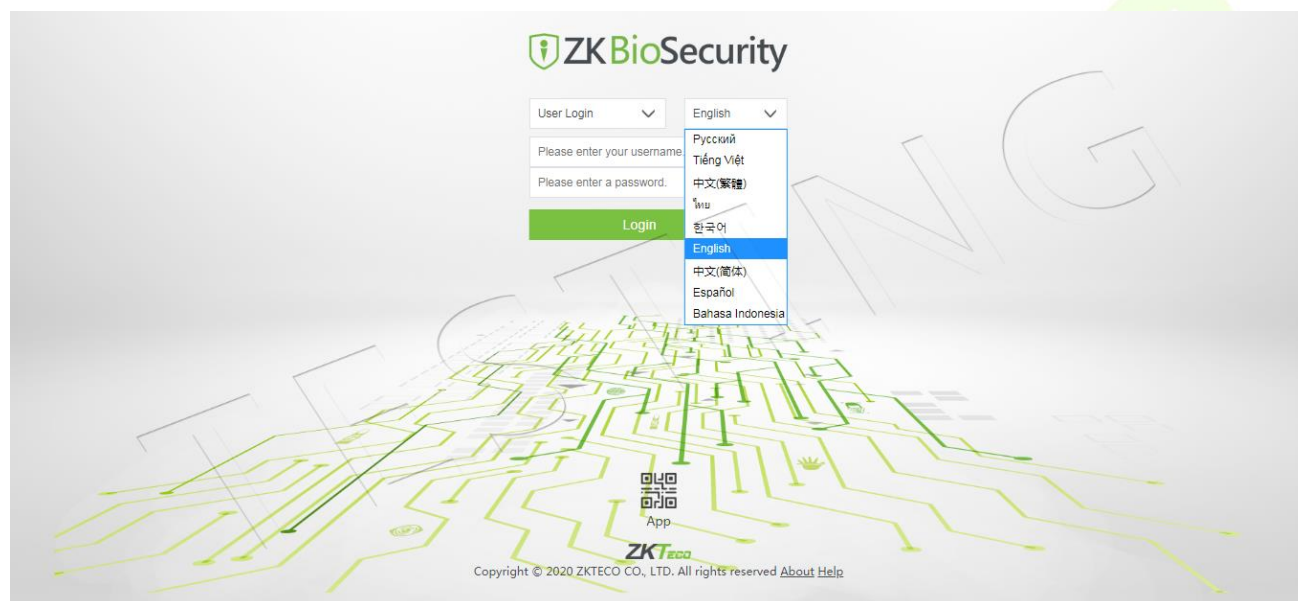 ZKBioSecurity
User Login English
Русский
Please enter your username.
Tiếng Việt
Please enter a password.
中文(繁體)
ไทย
Login
한국어
English
中文(简体)
Español
Bahasa Indonesia
TESTING
App
ZKTeco
Copyright © 2020 ZKTECO CO., LTD. All rights reserved About Help